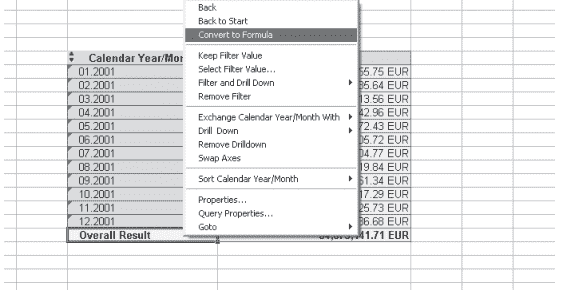 Back
Back to Start
Convert to Formula
Keep Filter Value
Select Filter Value...
Filter and Drill Down
Remove Filter
Exchange Calendar Year/Month With
Drill Down
Remove Drilldown
Swap Axes
Sort Calendar Year/Month
Properties...
Query Properties...
Goto
Calendar Year/Mon
01.2001 55.75 EUR
02.2001 95.64 EUR
03.2001 13.56 EUR
04.2001 42.96 EUR
05.2001 72.43 EUR
06.2001 05.72 EUR
07.2001 04.77 EUR
08.2001 19.84 EUR
09.2001 61.34 EUR
10.2001 17.29 EUR
11.2001 25.73 EUR
12.2001 86.68 EUR
Overall Result 41.71 EUR